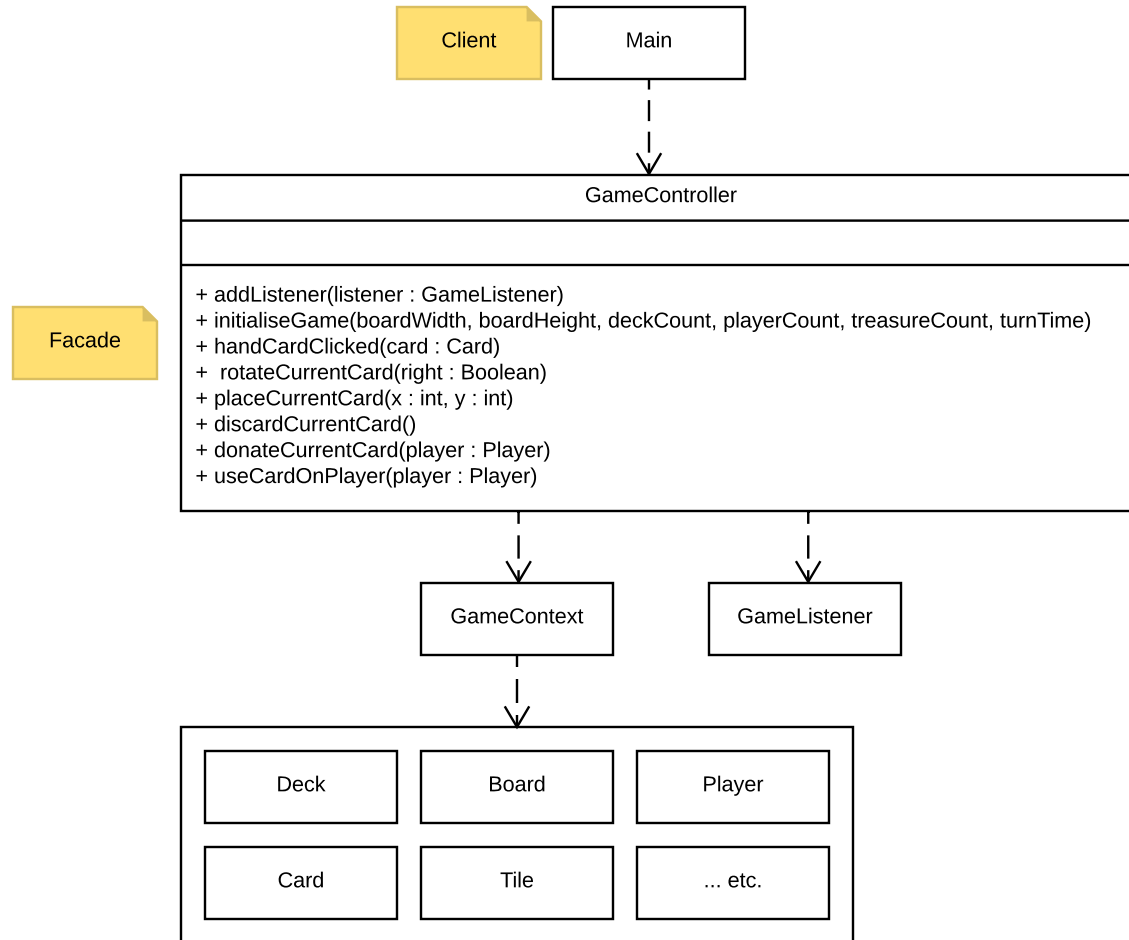 Client
Main
GameController
+ addListener(listener : GameListener)
+ initialiseGame(boardWidth, boardHeight, deckCount, playerCount, treasureCount, turnTime)
+ handCardClicked(card : Card)
+  rotateCurrentCard(right : Boolean)
+ placeCurrentCard(x : int, y : int)
+ discardCurrentCard()
+ donateCurrentCard(player : Player)
+ useCardOnPlayer(player : Player)
Facade
GameContext
GameListener
Deck
Board
Player
Card
Tile
... etc.